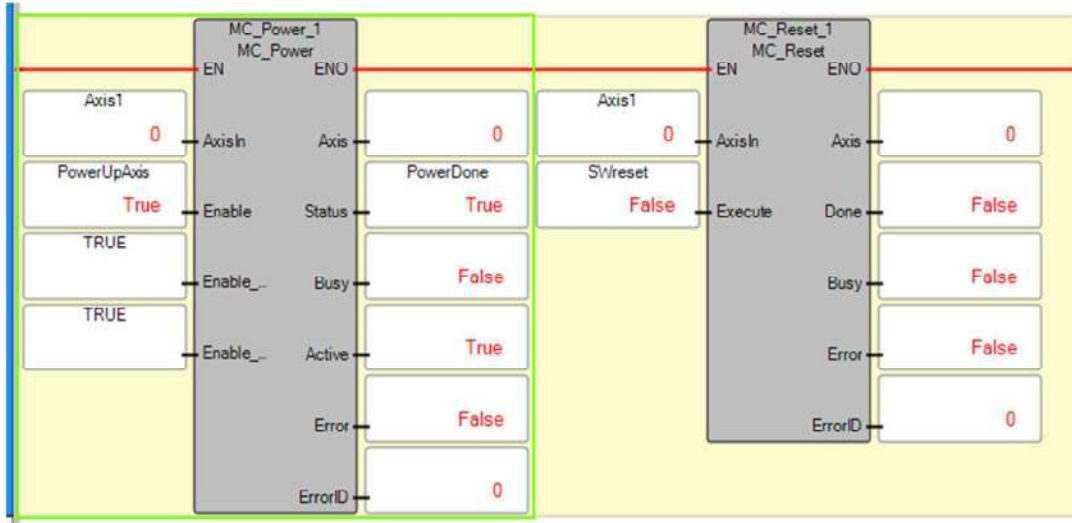 MC_Power_1
MC_Power
EN ENO
Axis1
0 AxisIn Axis 0
PowerUpAxis PowerDone
True Enable Status True
TRUE
Enable_... Busy False
TRUE
Enable_... Active True
Error False
ErrorID 0
MC_Reset_1
MC_Reset
EN ENO
Axis1
0 AxisIn Axis 0
SWreset
False Execute Done False
Busy False
Error False
ErrorID 0